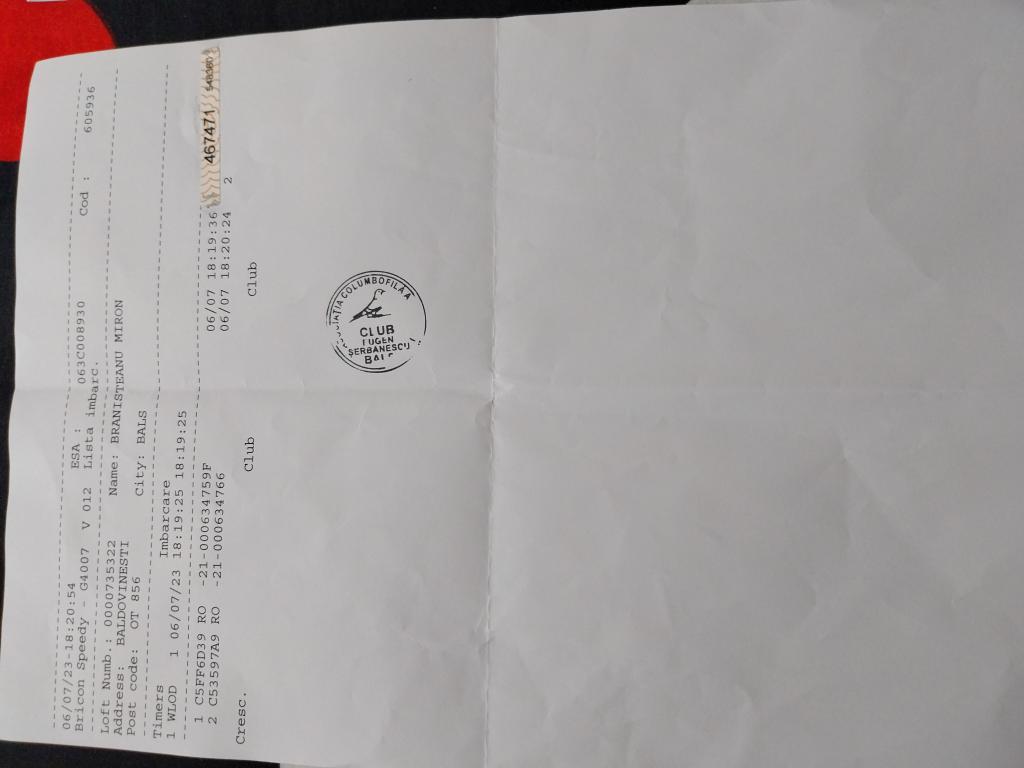 06/07/23-18:20:54 ESA : 063C008930 Cod : 605936
Bricon Speedy - G4007 V 012 Lista imbarc.
Loft Numb.: 0000735322 Name: BRANISTEANU MIRON
Address: BALDOVINESTI
Post code: OT 856 City: BALS
Timers Imbarcare
1 WLOD 1 06/07/23 18:19:25 18:19:25
1 C5FF6D39 RO -21-000634759F 06/07 18:19:36
467471
2 C53597A9 RO -21-000634766 06/07 18:20:24 2
Cresc. Club Club
COLUMBOFILA
CLUB
EUGEN
ȘERBĂNESCU